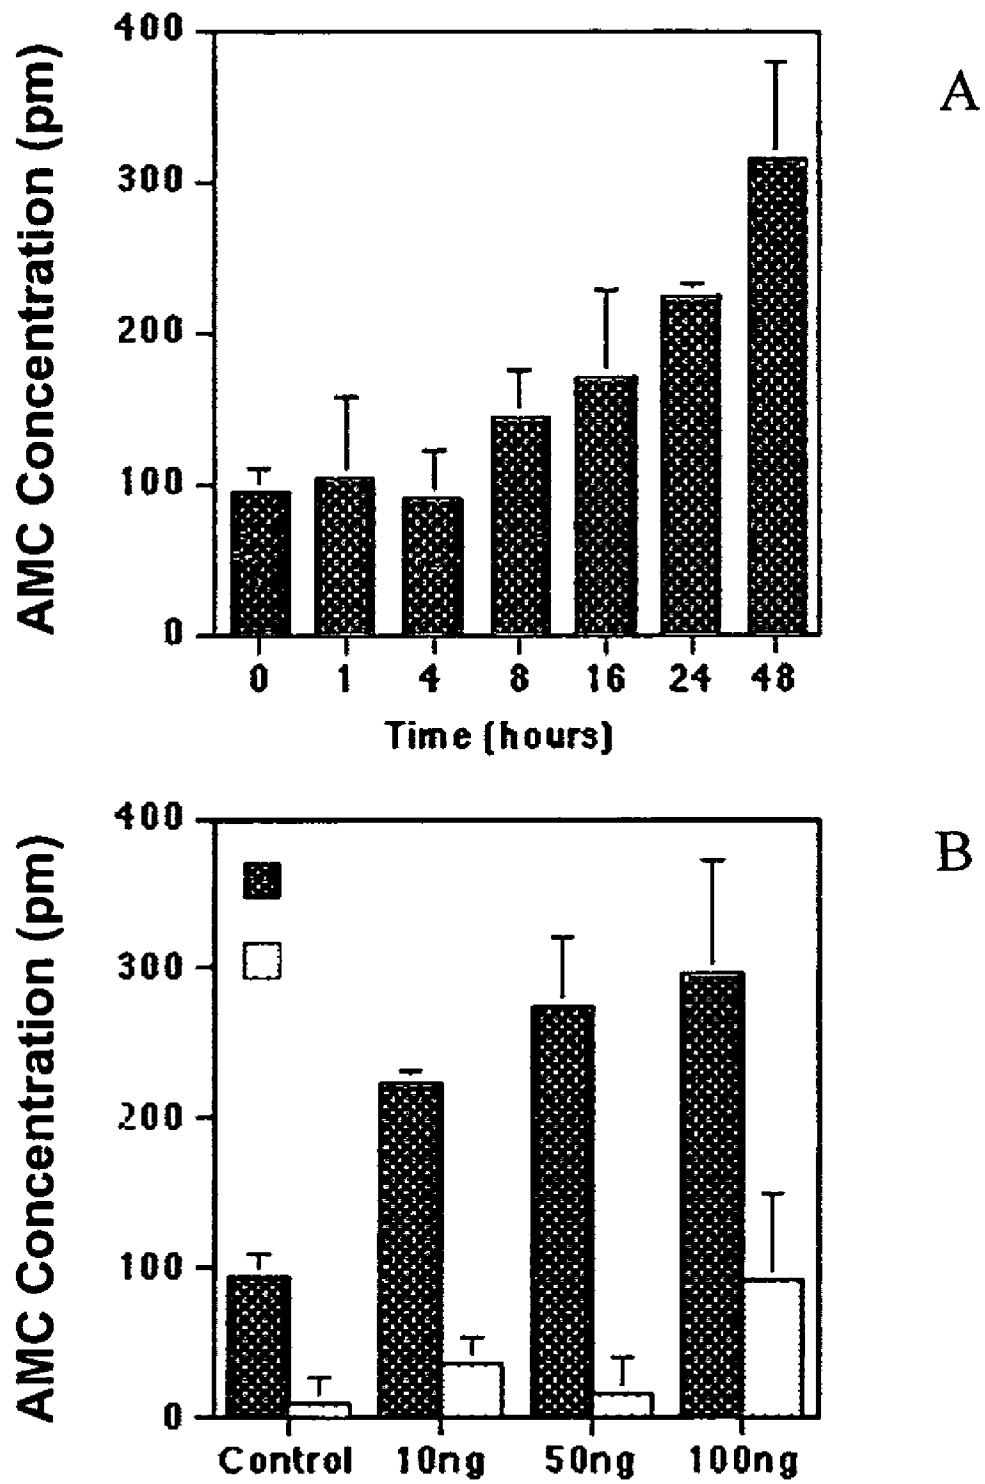 A
AMC Concentration (pm)
400
300
200
100
0
0 1 4 8 16 24 48
Time (hours)
B
AMC Concentration (pm)
400
300
200
100
0
Control 10ng 50ng 100ng